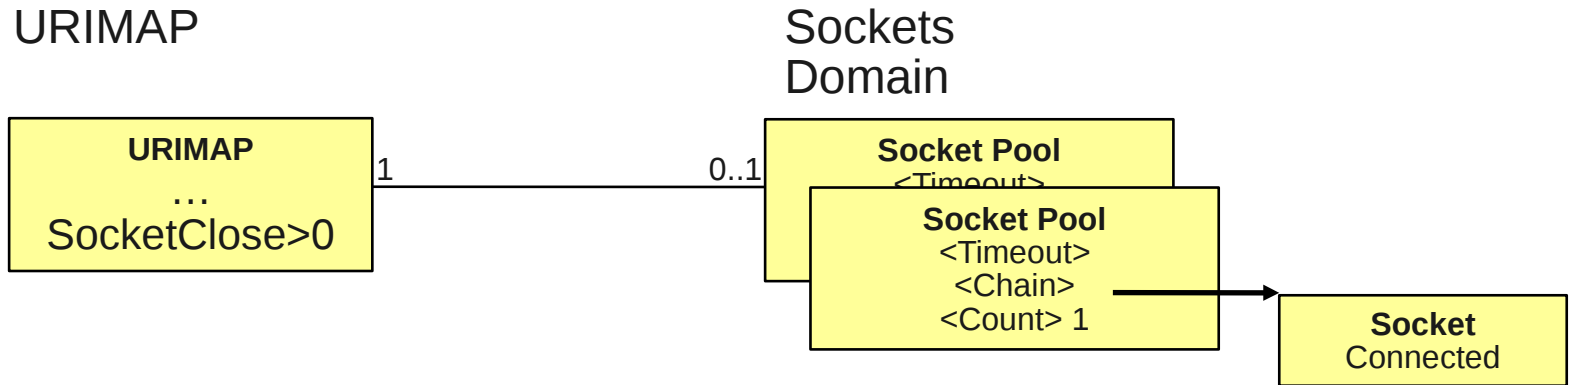 URIMAP
Sockets
Domain
URIMAP
…
SocketClose>0
1
0..1
Socket Pool
<Timeout>
Socket Pool
<Timeout>
<Chain>
<Count> 1
Socket
Connected